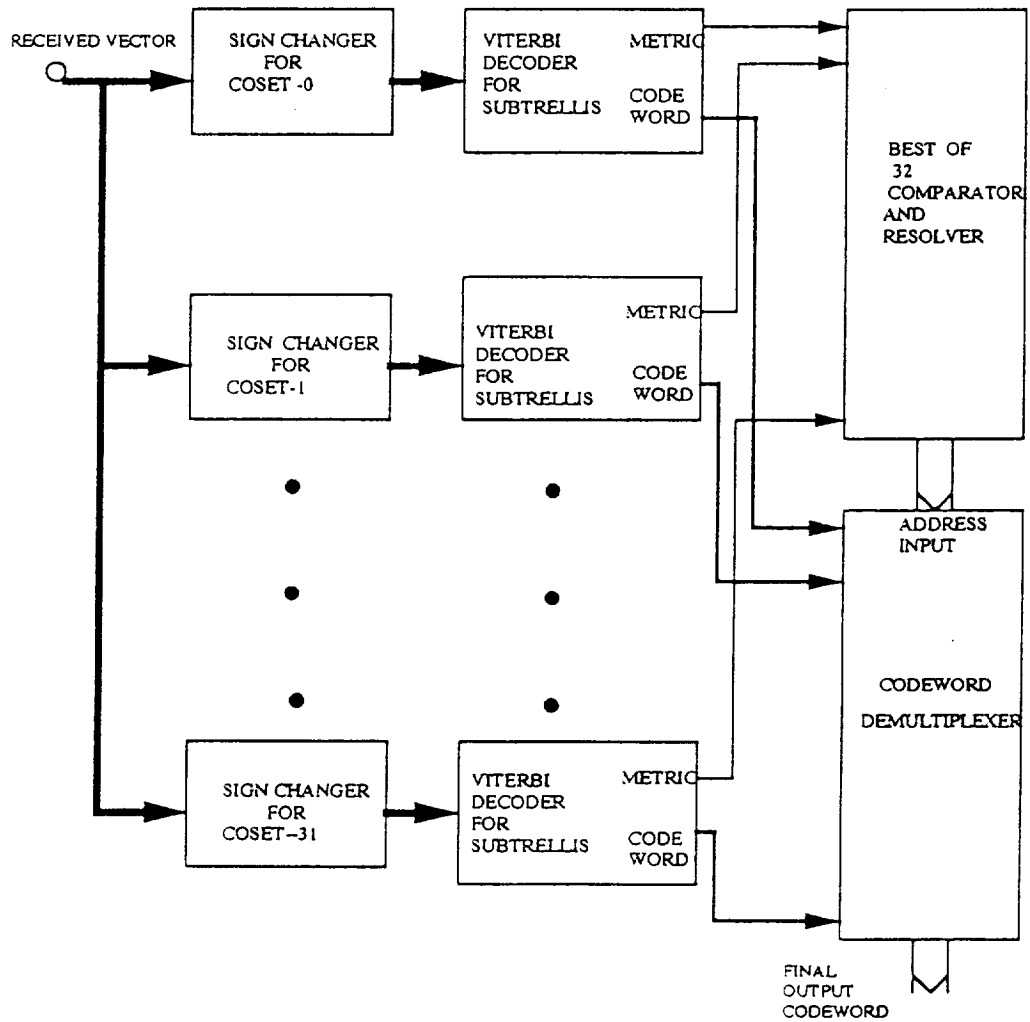 RECEIVED VECTOR
SIGN CHANGER
FOR
COSET -0
VITERBI
DECODER
FOR
SUBTRELLIS
METRIC
CODE
WORD
BEST OF
32
COMPARATOR
AND
RESOLVER
SIGN CHANGER
FOR
COSET-1
VITERBI
DECODER
FOR
SUBTRELLIS
METRIC
CODE
WORD
ADDRESS
INPUT
CODEWORD
DEMULTIPLEXER
SIGN CHANGER
FOR
COSET-31
VITERBI
DECODER
FOR
SUBTRELLIS
METRIC
CODE
WORD
FINAL
OUTPUT
CODEWORD